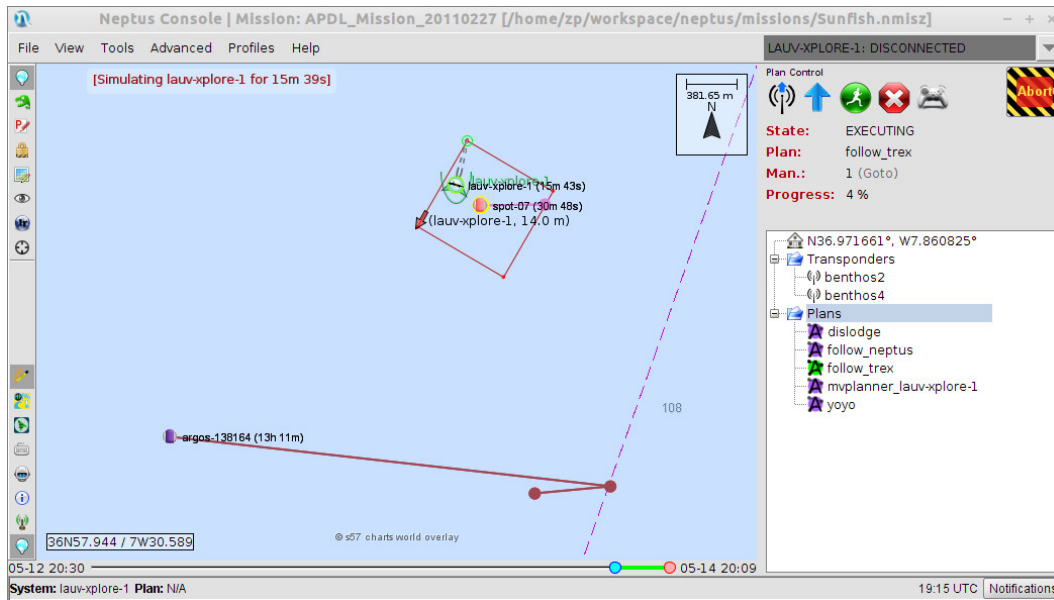 Neptus Console | Mission: APDL_Mission_20110227 [/home/zp/workspace/neptus/missions/Sunfish.nmisz]
File View Tools Advanced Profiles Help
LAUV-XPLORE-1: DISCONNECTED
[Simulating lauv-xplore-1 for 15m 39s]
381.65 m
N
lauv-xplore-1
lauv-xplore-1 (15m 43s)
spot-07 (30m 48s)
(lauv-xplore-1, 14.0 m)
108
argos-138164 (13h 11m)
36N57.944 / 7W30.589
© s57 charts world overlay
05-12 20:30
05-14 20:09
Plan Control
Abort
State: EXECUTING
Plan: follow_trex
Man.: 1 (Goto)
Progress: 4 %
N36.971661°, W7.860825°
Transponders
benthos2
benthos4
Plans
dislodge
follow_neptus
follow_trex
mvplanner_lauv-xplore-1
yoyo
System: lauv-xplore-1 Plan: N/A
19:15 UTC
Notifications